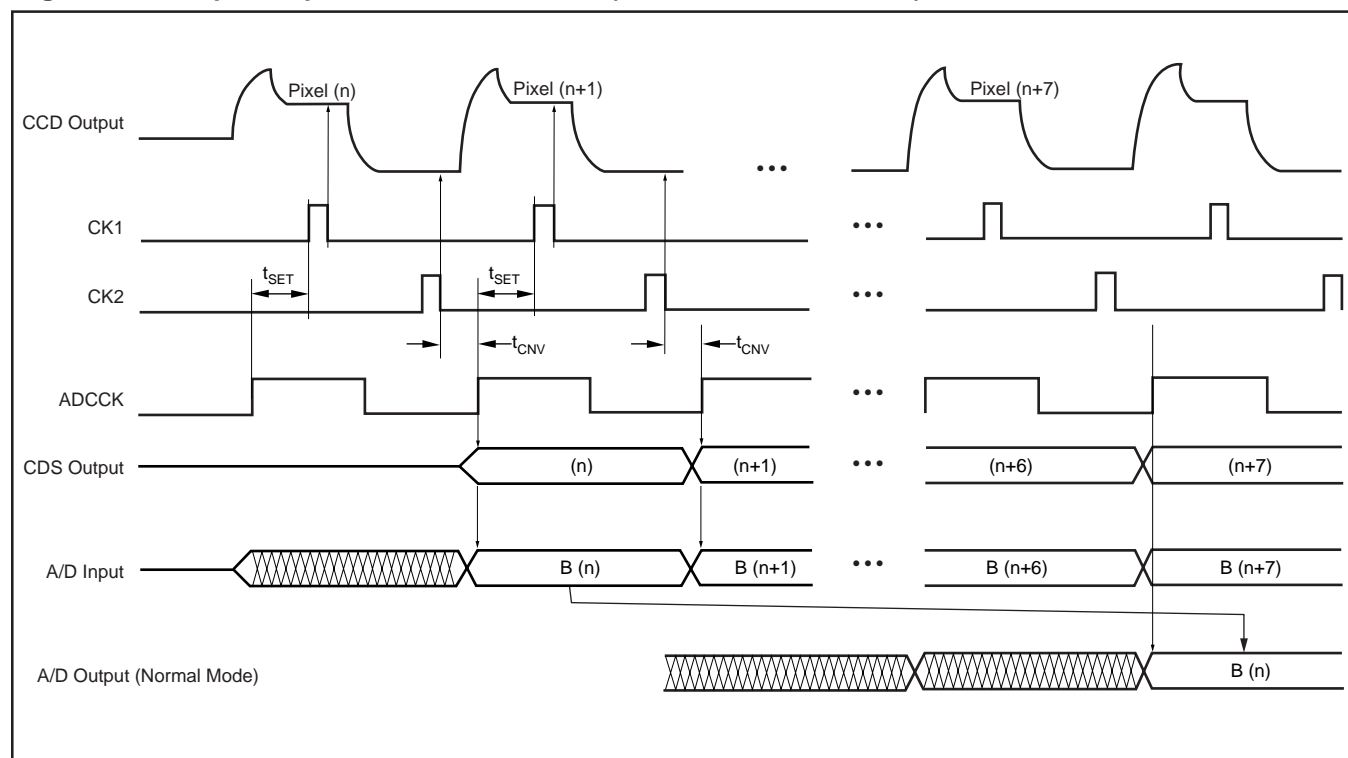 Pixel (n)
Pixel (n+1)
Pixel (n+7)
CCD Output
•••
CK1
•••
tSET
tSET
CK2
•••
tCNV
tCNV
ADCCK
•••
CDS Output
(n)
(n+1)
•••
(n+6)
(n+7)
A/D Input
B (n)
B (n+1)
•••
B (n+6)
B (n+7)
A/D Output (Normal Mode)
B (n)